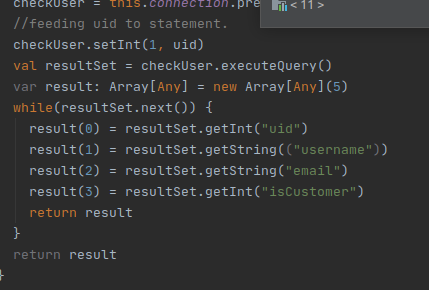 checkUser = this.connection.pre
< 11 >
//feeding uid to statement.
checkUser.setInt(1, uid)
val resultSet = checkUser.executeQuery()
var result: Array[Any] = new Array[Any](5)
while(resultSet.next()) {
result(0) = resultSet.getInt("uid")
result(1) = resultSet.getString(("username"))
result(2) = resultSet.getString("email")
result(3) = resultSet.getInt("isCustomer")
return result
}
return result
}